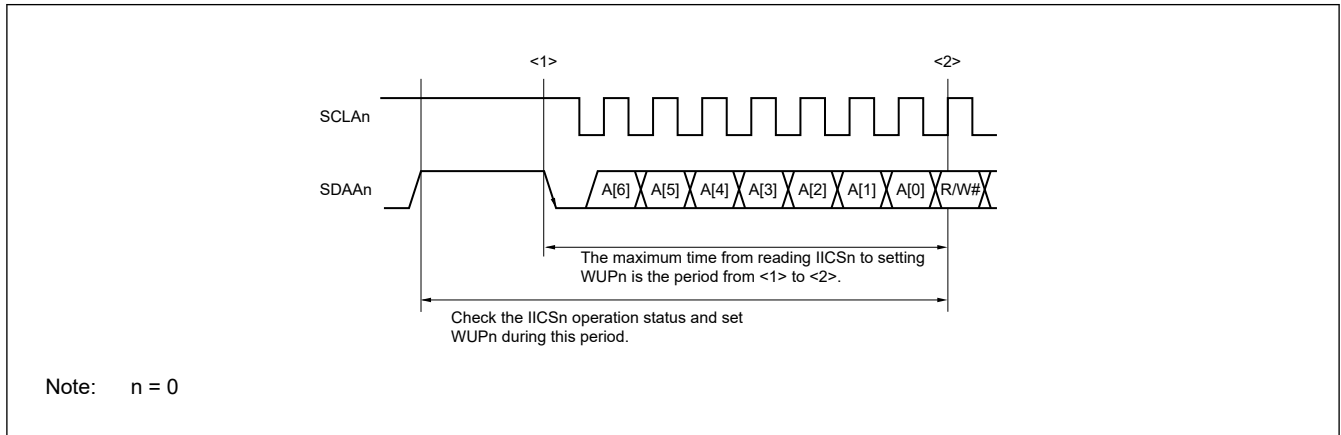 <1>
<2>
SCLAn
SDAAn
A[6]
A[5]
A[4]
A[3]
A[2]
A[1]
A[0]
R/W#
The maximum time from reading IICSn to setting
WUPn is the period from <1> to <2>.
Check the IICSn operation status and set
WUPn during this period.
Note: n = 0